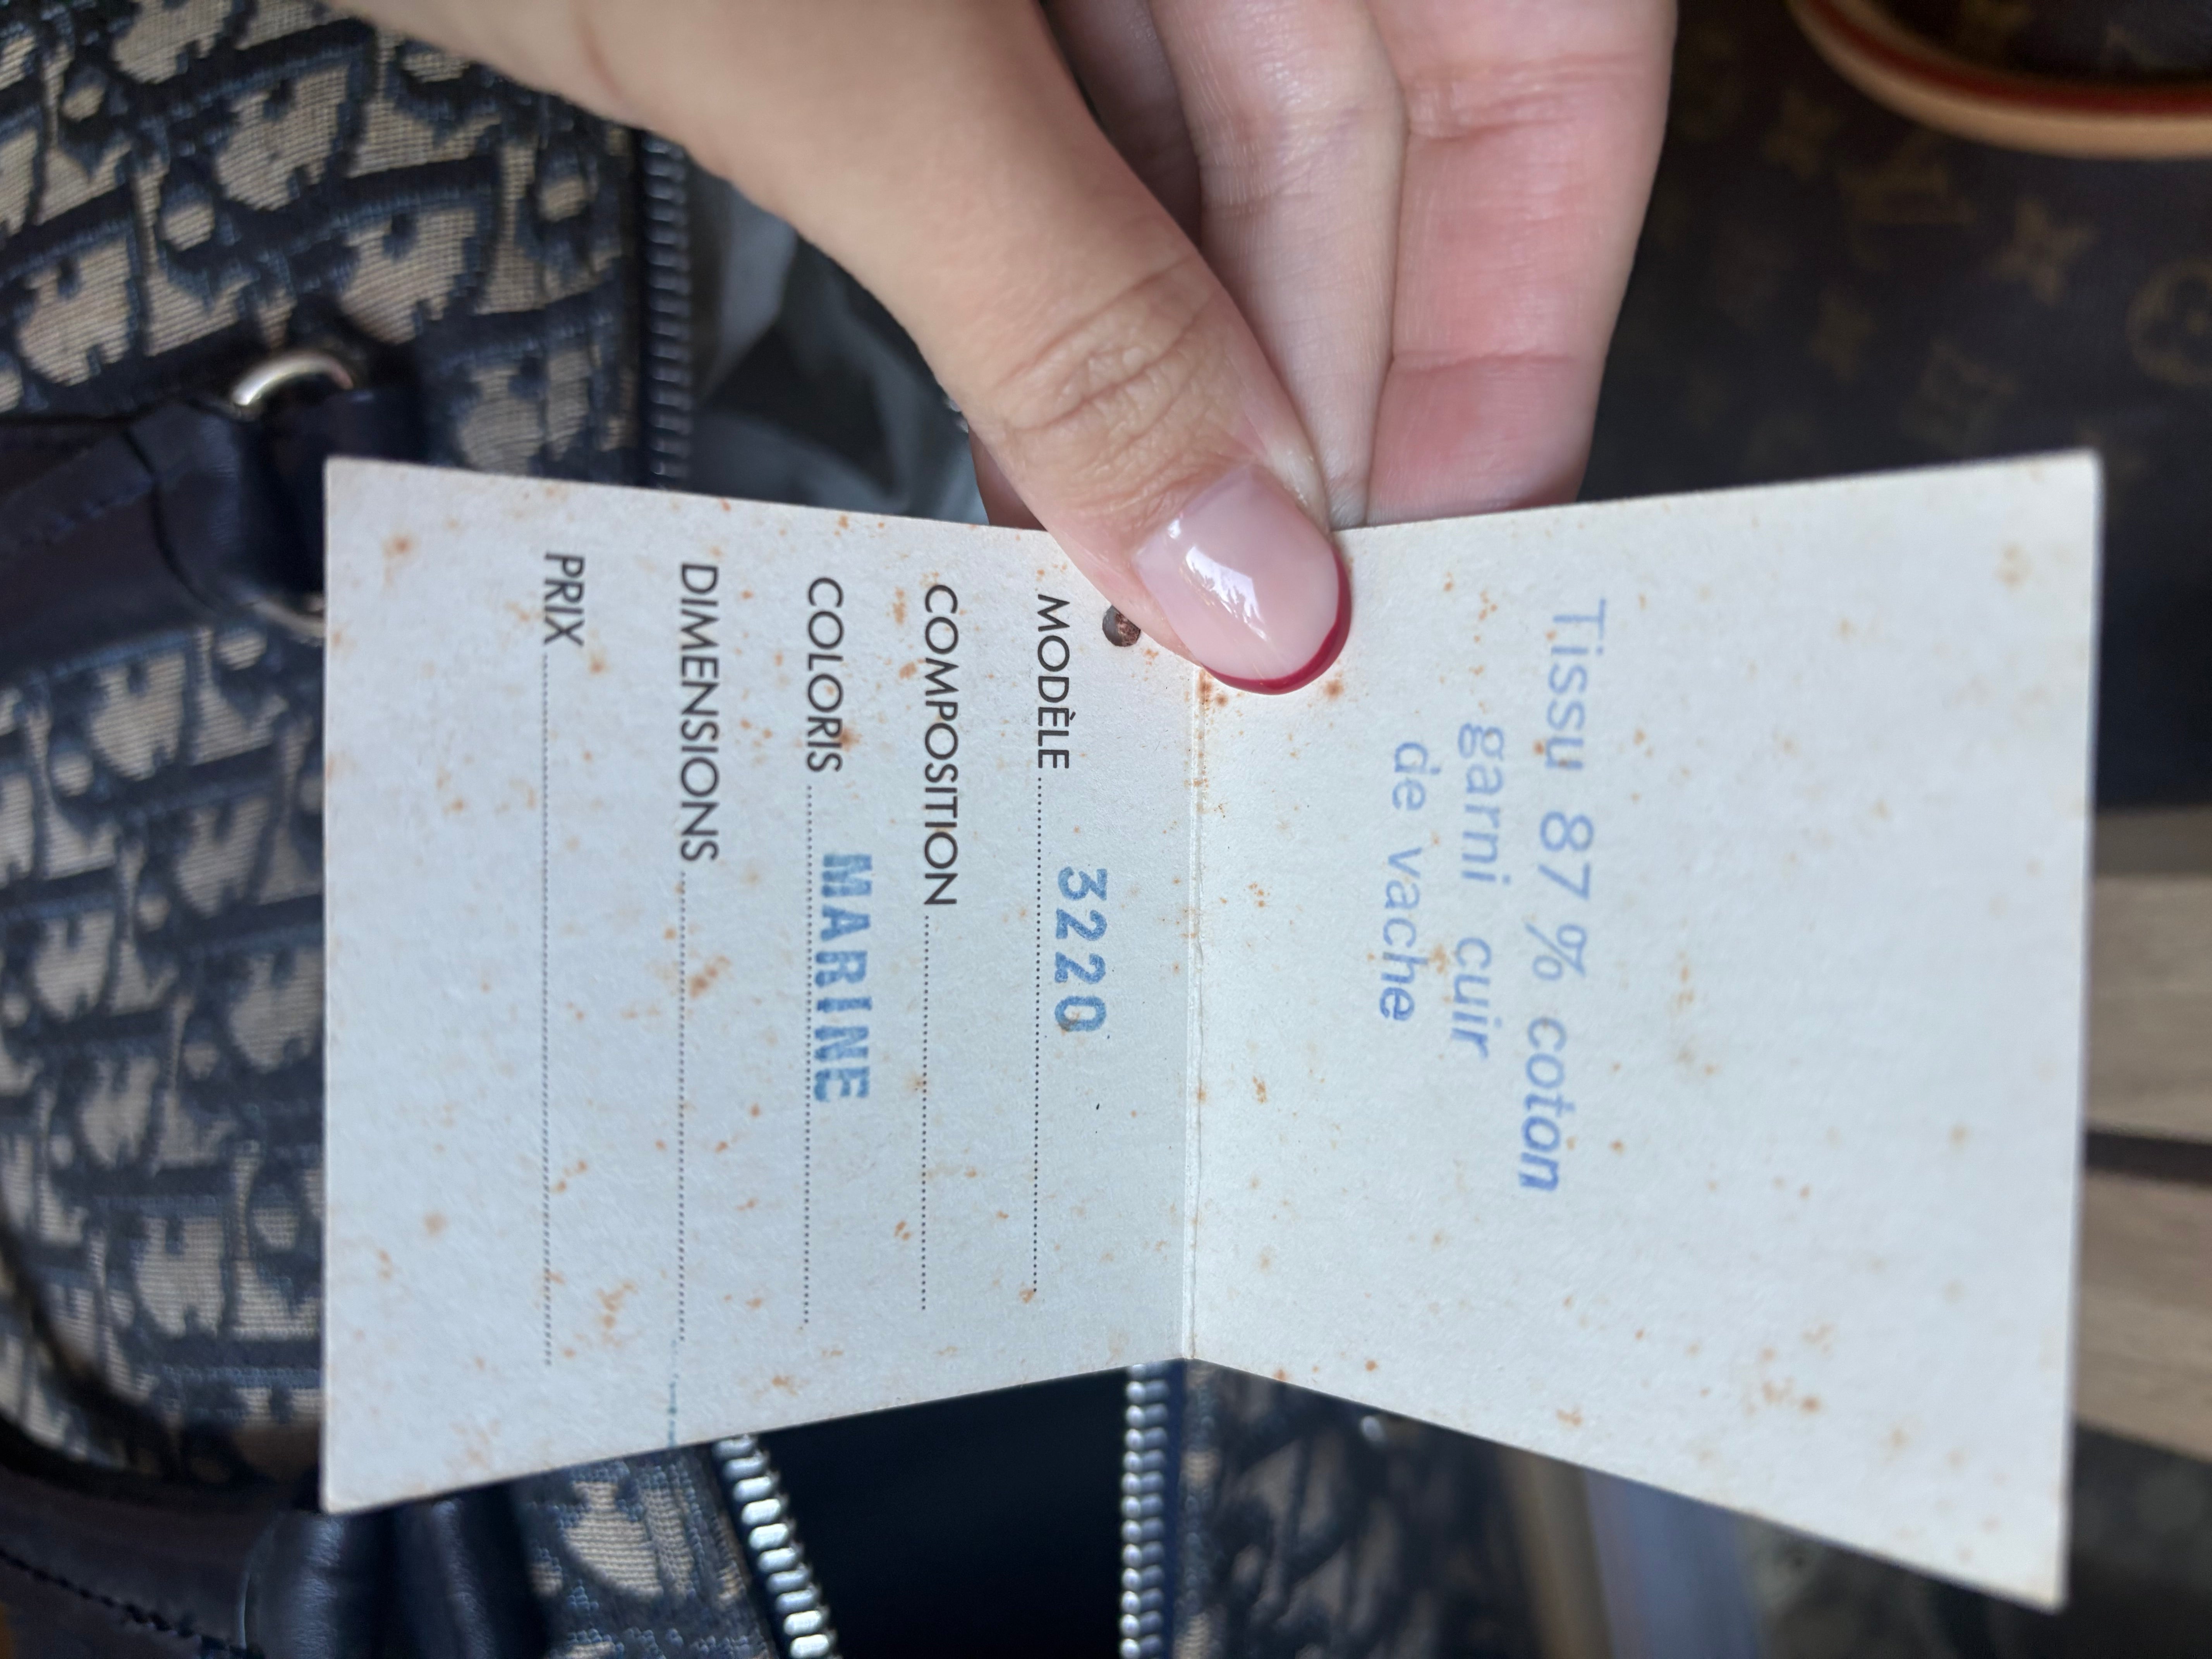 Tissu 87 % coton
garni cuir
de vache
MODÈLE 3220
COMPOSITION
COLORIS MARINE
DIMENSIONS
PRIX